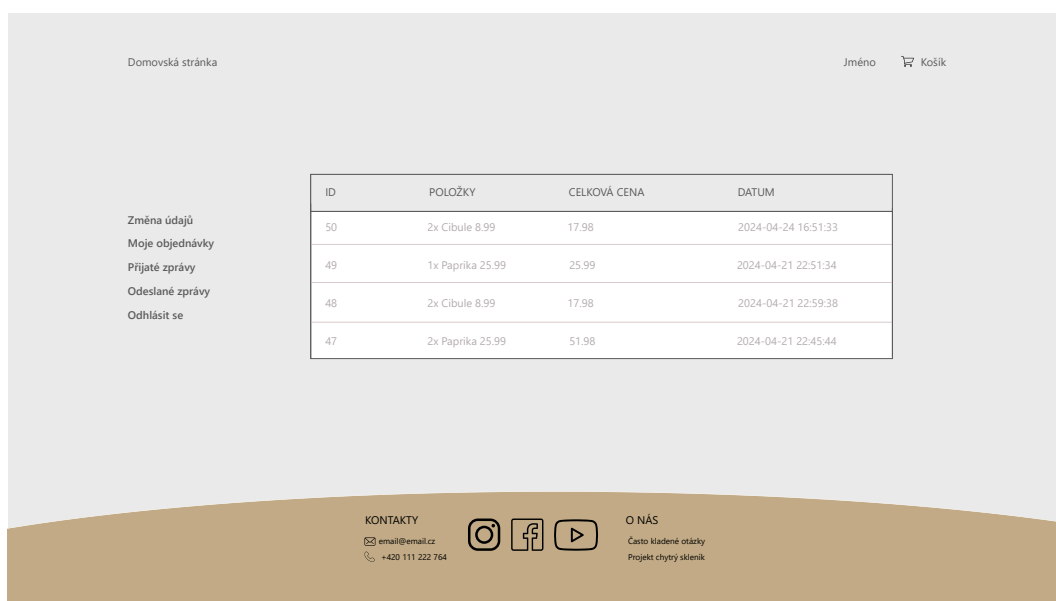 Domovská stránka Jméno Košík
ID POLOŽKY CELKOVÁ CENA DATUM
50 2x Cibule 8.99 17.98 2024-04-24 16:51:33
49 1x Paprika 25.99 25.99 2024-04-21 22:51:34
48 2x Cibule 8.99 17.98 2024-04-21 22:59:38
47 2x Paprika 25.99 51.98 2024-04-21 22:45:44
Změna údajů
Moje objednávky
Přijaté zprávy
Odeslané zprávy
Odhlásit se
KONTAKTY
email@email.cz
+420 111 222 764
O NÁS
Často kladené otázky
Projekt chytrý skleník